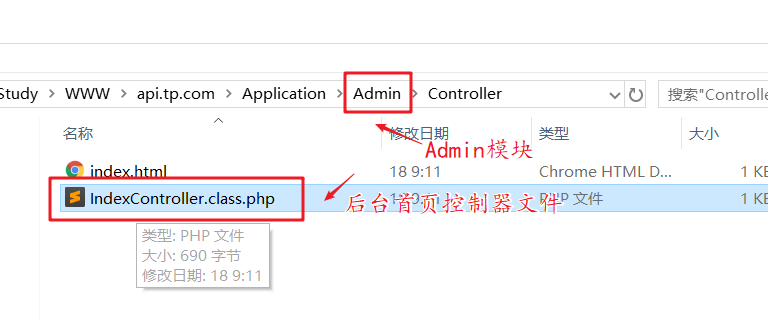 Study > WWW > api.tp.com > Application > Admin > Controller 搜索"Controlle
名称 修改日期 类型 大小
Admin模块
index.html 18 9:11 Chrome HTML D... 1 KB
IndexController.class.php PHP 文件 1 KB
后台首页控制器文件
类型: PHP 文件
大小: 690 字节
修改日期: 18 9:11